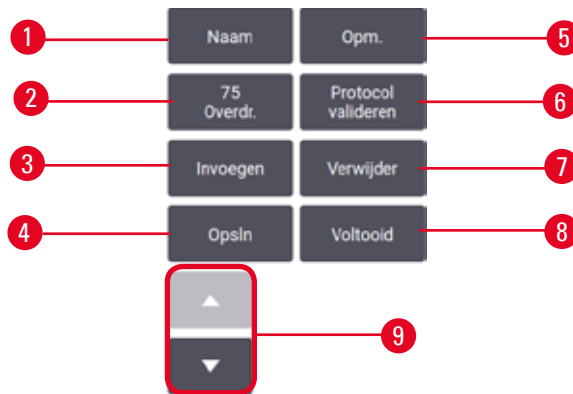 1
Naam
Opm.
5
2
75
Overdr.
Protocol
valideren
6
3
Invoegen
Verwijder
7
4
Opsln
Voltooid
8
9